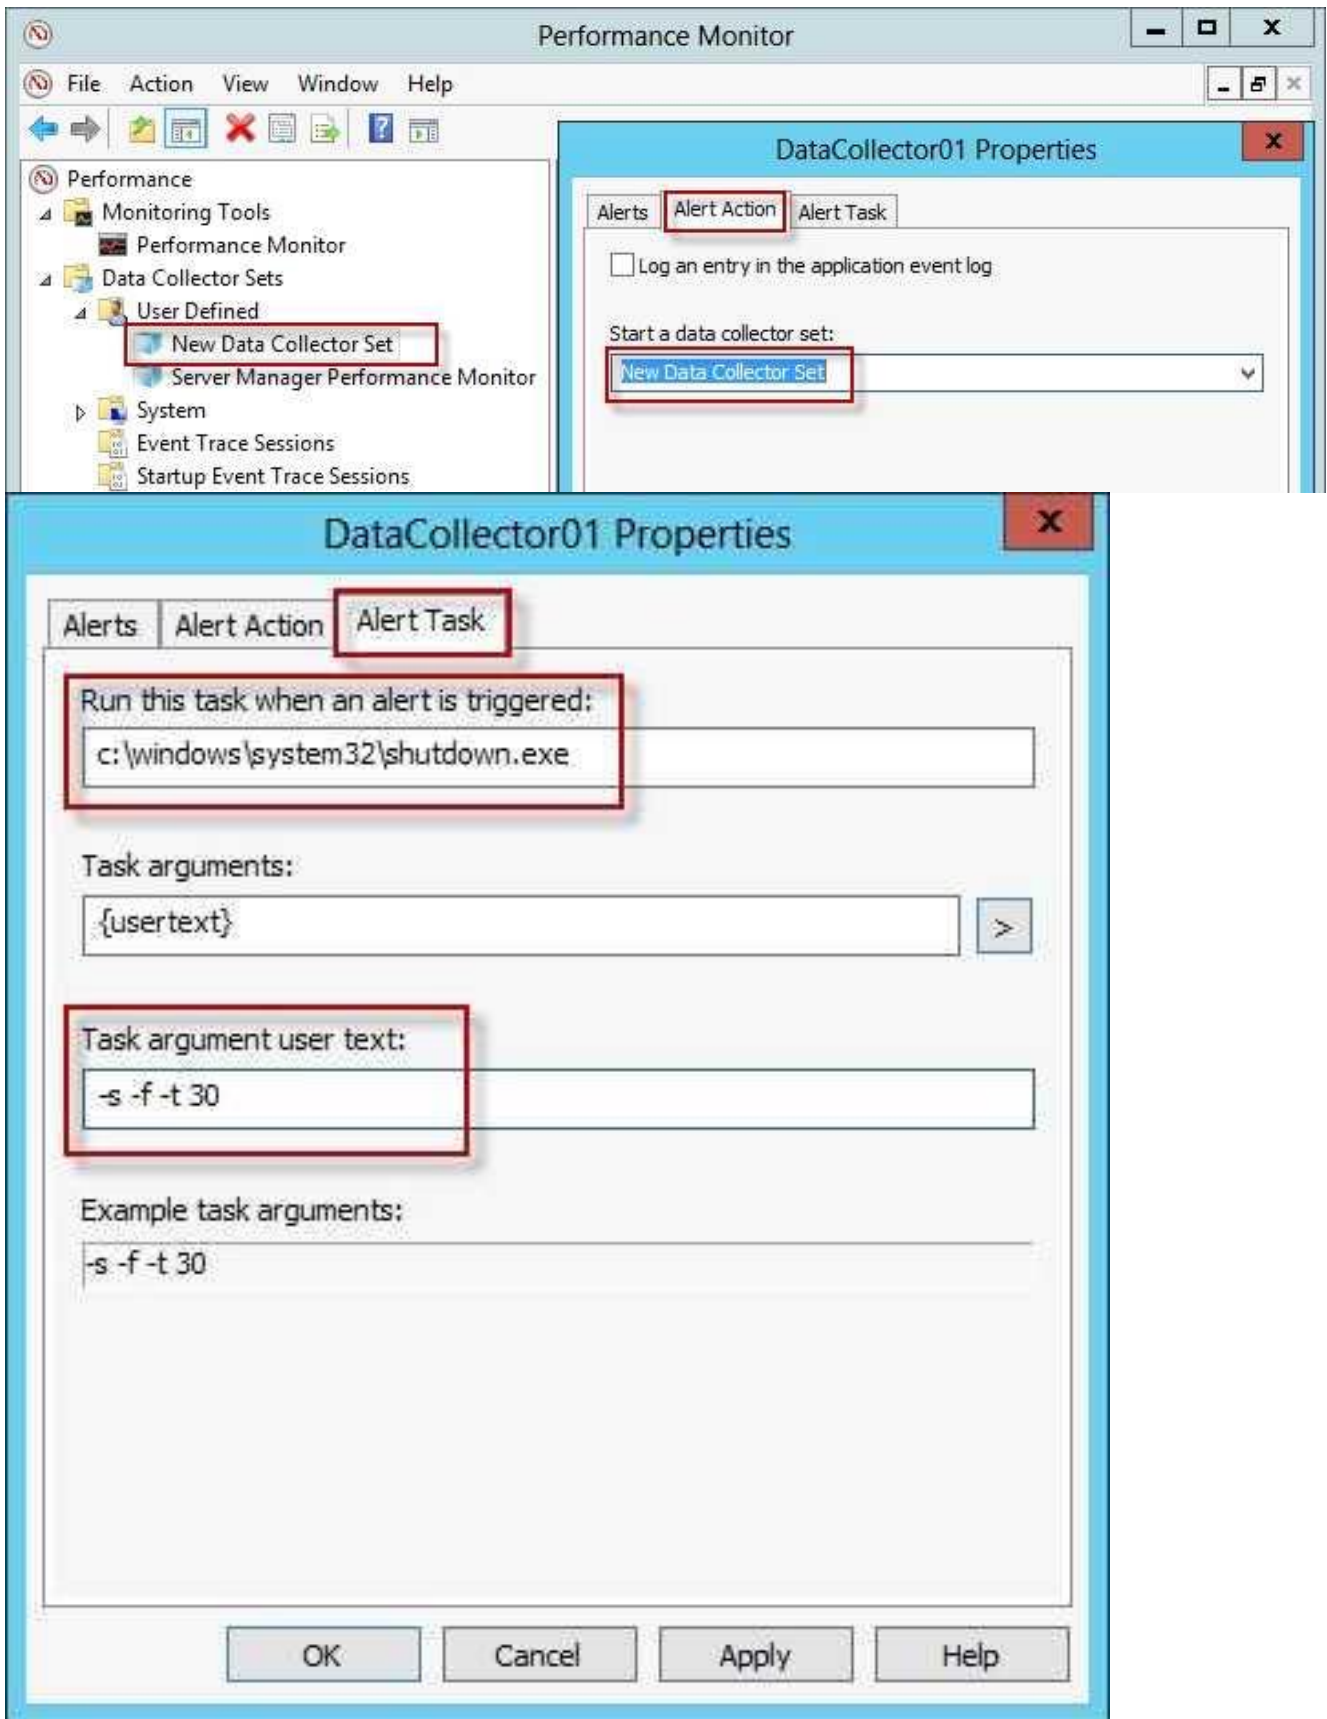 Performance Monitor
File Action View Window Help
DataCollector01 Properties
Performance
Monitoring Tools
Performance Monitor
Data Collector Sets
User Defined
New Data Collector Set
Server Manager Performance Monitor
System
Event Trace Sessions
Startup Event Trace Sessions
Alerts Alert Action Alert Task
Log an entry in the application event log
Start a data collector set:
New Data Collector Set
DataCollector01 Properties
Alerts Alert Action Alert Task
Run this task when an alert is triggered:
c:\windows\system32\shutdown.exe
Task arguments:
{usertext}
>
Task argument user text:
-s -f -t 30
Example task arguments:
-s -f -t 30
OK Cancel Apply Help